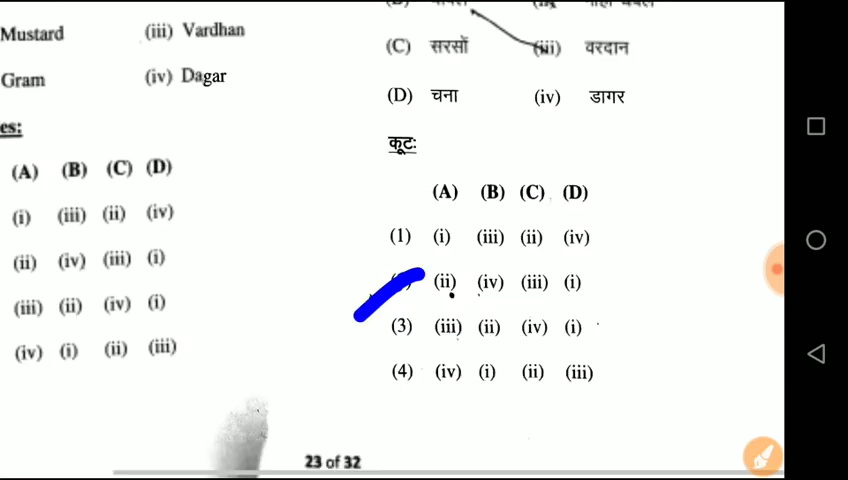 Mustard (iii) Vardhan
Gram (iv) Dagar
es:
(A) (B) (C) (D)
(i) (iii) (ii) (iv)
(ii) (iv) (iii) (i)
(iii) (ii) (iv) (i)
(iv) (i) (ii) (iii)
(C) सरसों (iii) वरदान
(D) चना (iv) डागर
कूटः
(A) (B) (C) (D)
(1) (i) (iii) (ii) (iv)
(ii) (iv) (iii) (i)
(3) (iii) (ii) (iv) (i)
(4) (iv) (i) (ii) (iii)
23 of 32